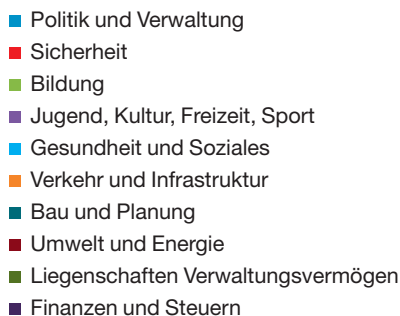 Politik und Verwaltung
Sicherheit
Bildung
Jugend, Kultur, Freizeit, Sport
Gesundheit und Soziales
Verkehr und Infrastruktur
Bau und Planung
Umwelt und Energie
Liegenschaften Verwaltungsvermögen
Finanzen und Steuern